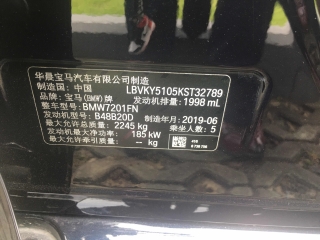 华晨宝马汽车有限公司制造
制造国：中国 LBVKY5105KST32789
品牌：宝马(BMW)牌 发动机排量：1998 mL
整车型号：BMW7201FN
发动机型号：B48B20D 制造年月：2019-06
最大允许总质量：2245 kg 乘坐人数：5
发动机最大净功率：185 kW
最大允许牵引质量：-- kg